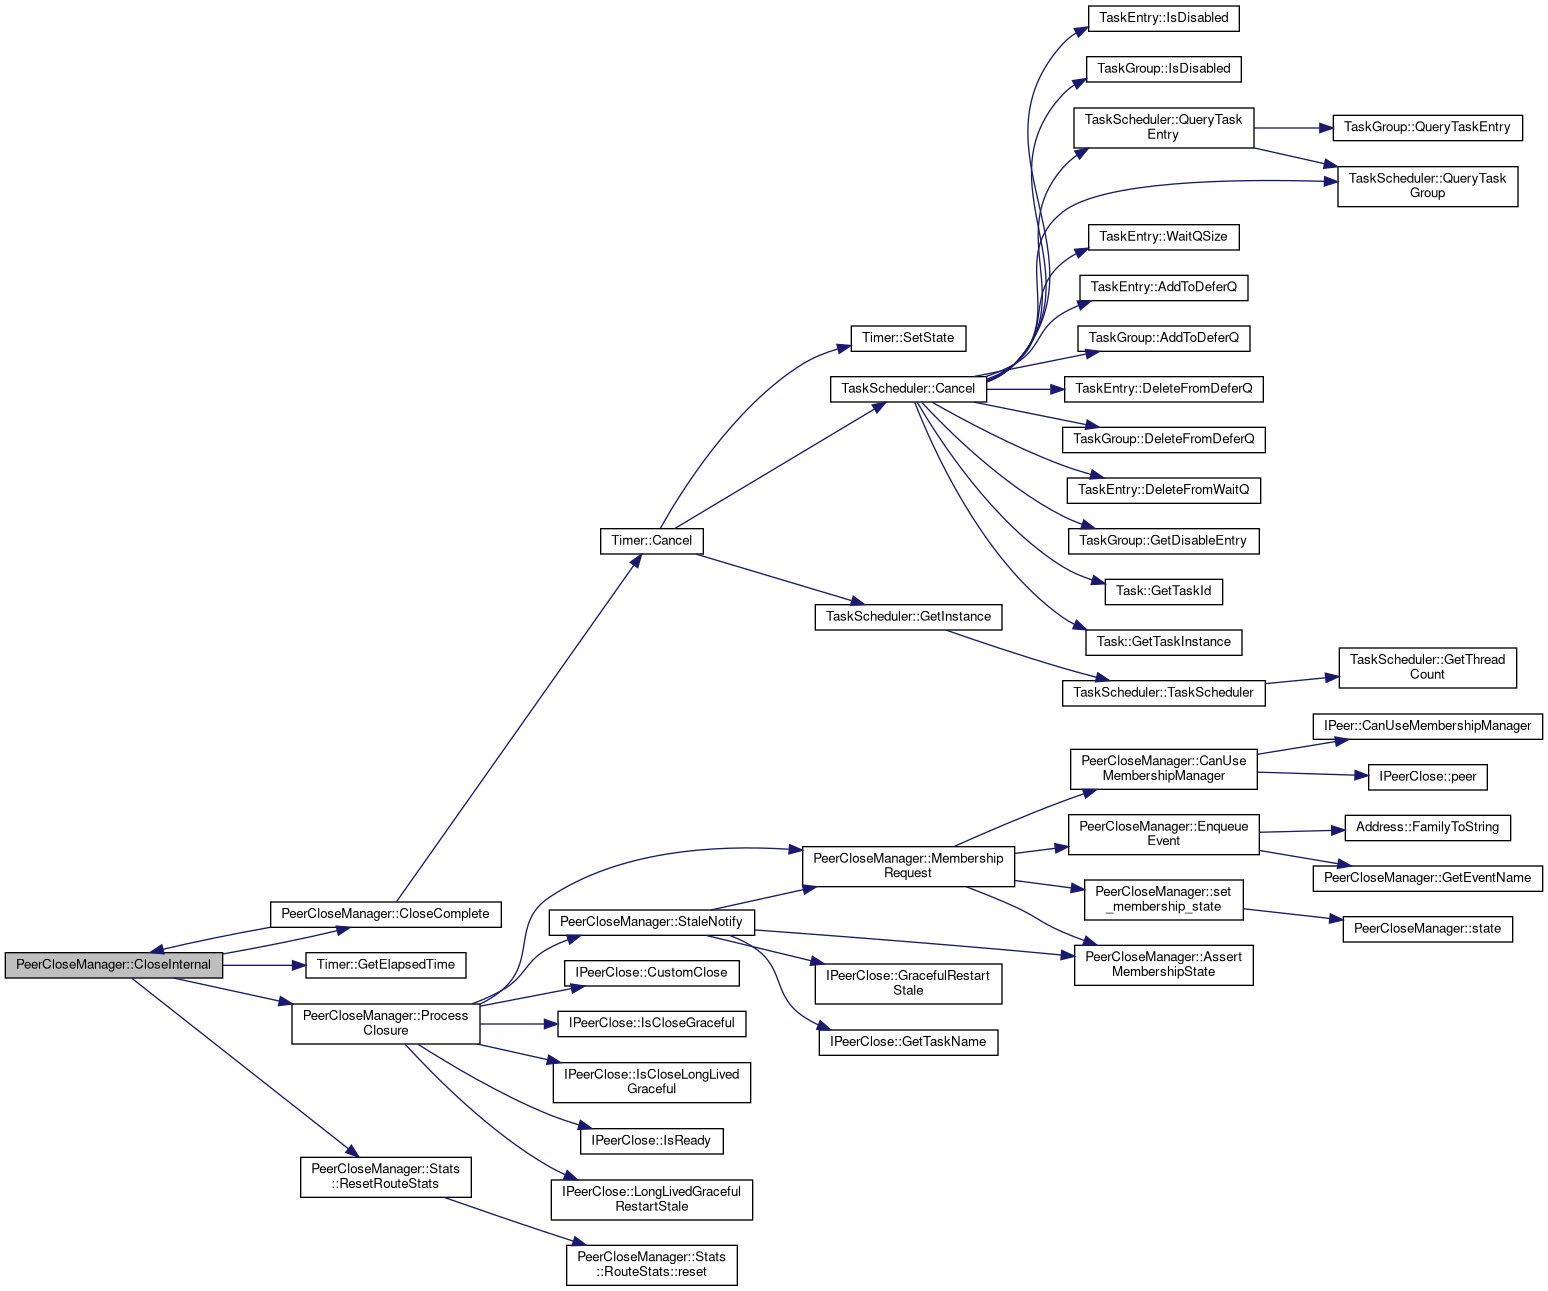 TaskEntry::IsDisabled
TaskGroup::IsDisabled
TaskScheduler::QueryTask
Entry
TaskGroup::QueryTaskEntry
TaskScheduler::QueryTask
Group
TaskEntry::WaitQSize
TaskEntry::AddToDeferQ
TaskGroup::AddToDeferQ
Timer::SetState
TaskScheduler::Cancel
TaskEntry::DeleteFromDeferQ
TaskGroup::DeleteFromDeferQ
TaskEntry::DeleteFromWaitQ
Timer::Cancel
TaskGroup::GetDisableEntry
Task::GetTaskId
TaskScheduler::GetInstance
Task::GetTaskInstance
TaskScheduler::TaskScheduler
TaskScheduler::GetThread
Count
IPeer::CanUseMembershipManager
PeerCloseManager::CanUse
MembershipManager
IPeerClose::peer
PeerCloseManager::Enqueue
Event
Address::FamilyToString
PeerCloseManager::GetEventName
PeerCloseManager::Membership
Request
PeerCloseManager::set
_membership_state
PeerCloseManager::state
PeerCloseManager::CloseComplete
PeerCloseManager::StaleNotify
PeerCloseManager::Assert
MembershipState
PeerCloseManager::CloseInternal
Timer::GetElapsedTime
IPeerClose::CustomClose
IPeerClose::GracefulRestart
Stale
PeerCloseManager::Process
Closure
IPeerClose::IsCloseGraceful
IPeerClose::GetTaskName
IPeerClose::IsCloseLongLived
Graceful
IPeerClose::IsReady
PeerCloseManager::Stats
::ResetRouteStats
IPeerClose::LongLivedGraceful
RestartStale
PeerCloseManager::Stats
::RouteStats::reset